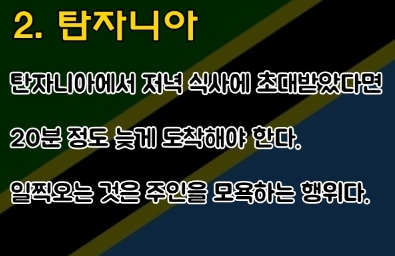 2. 탐자니아
탄자니아에서 저녁 식사에 초대받았다면
20분 정도 늦게 도착해야 한다.
일찍오는 것은 주인을 모욕하는 행위다.